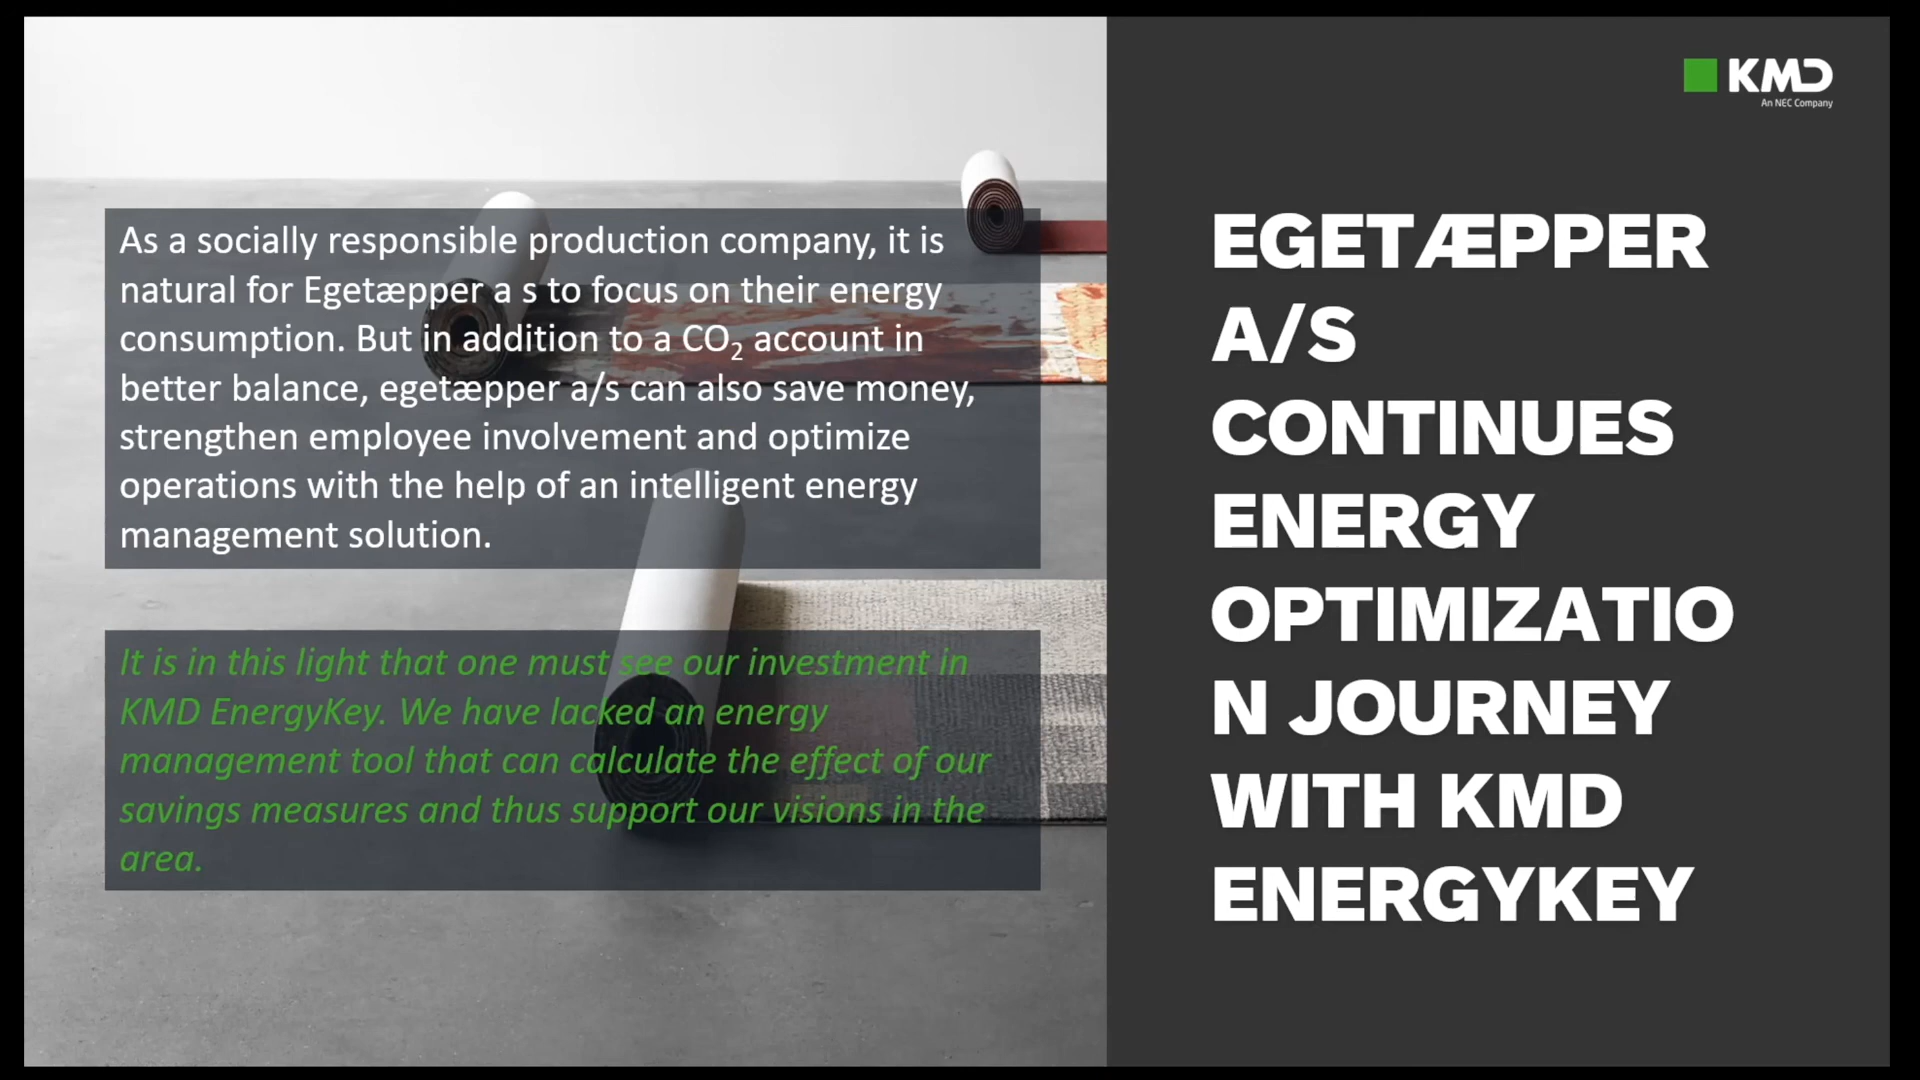 As a socially responsible production company, it is
natural for Egetæpper a s to focus on their energy
consumption. But in addition to a CO₂ account in
better balance, egetæpper a/s can also save money,
strengthen employee involvement and optimize
operations with the help of an intelligent energy
management solution.
It is in this light that one must see our investment in
KMD EnergyKey. We have lacked an energy
management tool that can calculate the effect of our
savings measures and thus support our visions in the
area.
KMD
An NEC Company
EGETÆPPER
A/S
CONTINUES
ENERGY
OPTIMIZATIO
N JOURNEY
WITH KMD
ENERGYKEY